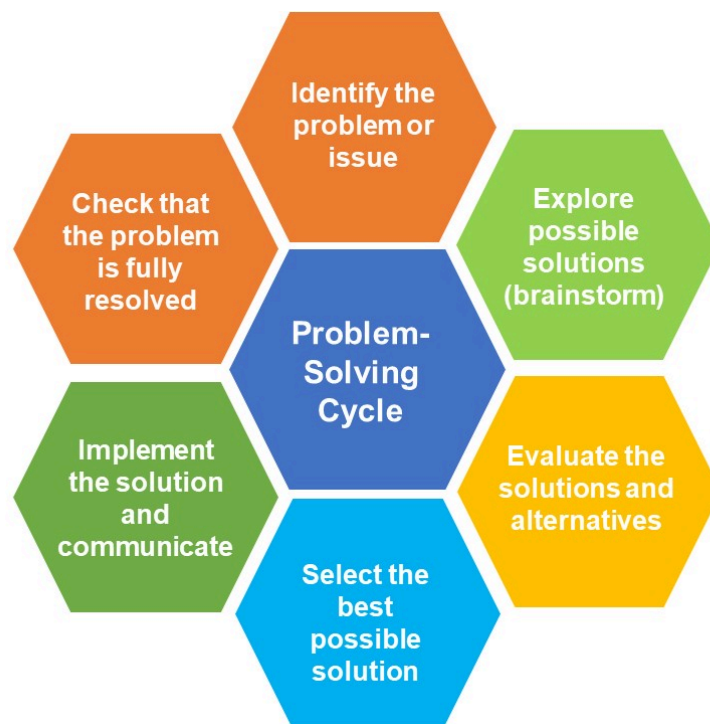 Identify the
problem or
issue
Explore
possible
solutions
(brainstorm)
Evaluate the
solutions and
alternatives
Select the
best
possible
solution
Implement
the solution
and
communicate
Check that
the problem
is fully
resolved
Problem-
Solving
Cycle